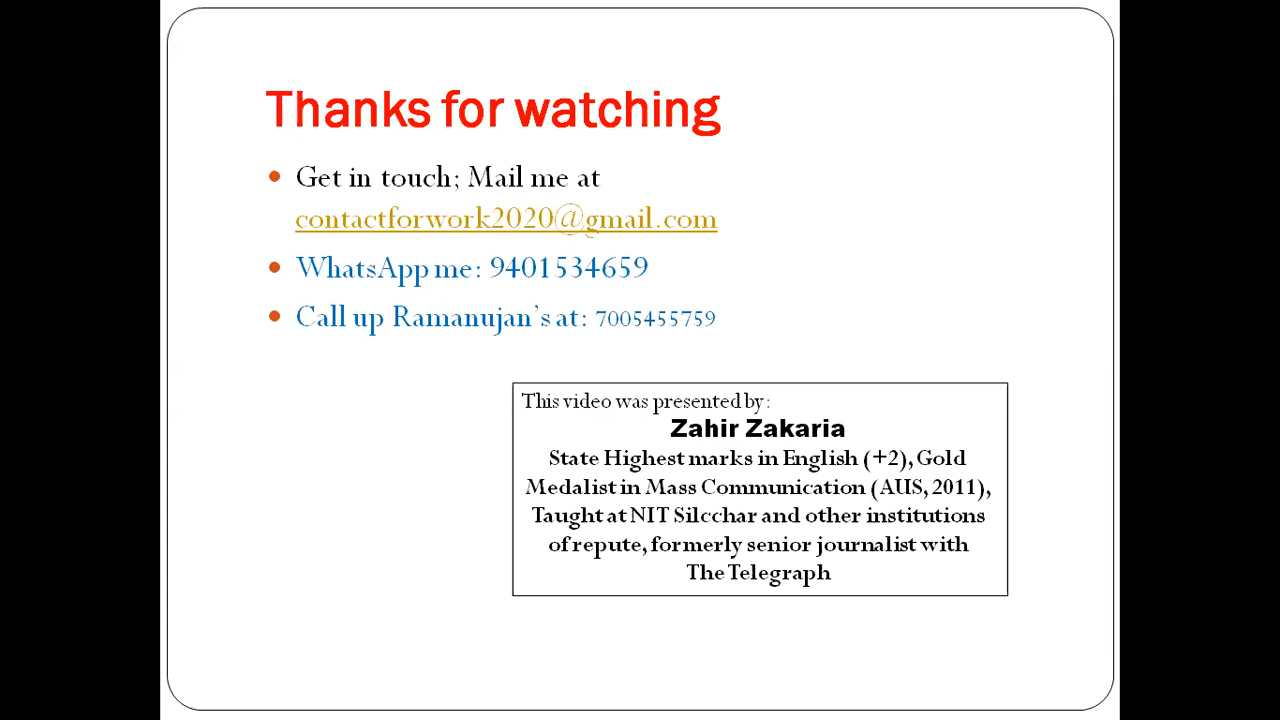 Thanks for watching
• Get in touch; Mail me at
contactforwork2020@gmail.com
• WhatsApp me: 9401534659
• Call up Ramanujan’s at: 7005455759
This video was presented by:
Zahir Zakaria
State Highest marks in English (+2), Gold
Medalist in Mass Communication (AUS, 2011),
Taught at NIT Silcchar and other institutions
of repute, formerly senior journalist with
The Telegraph